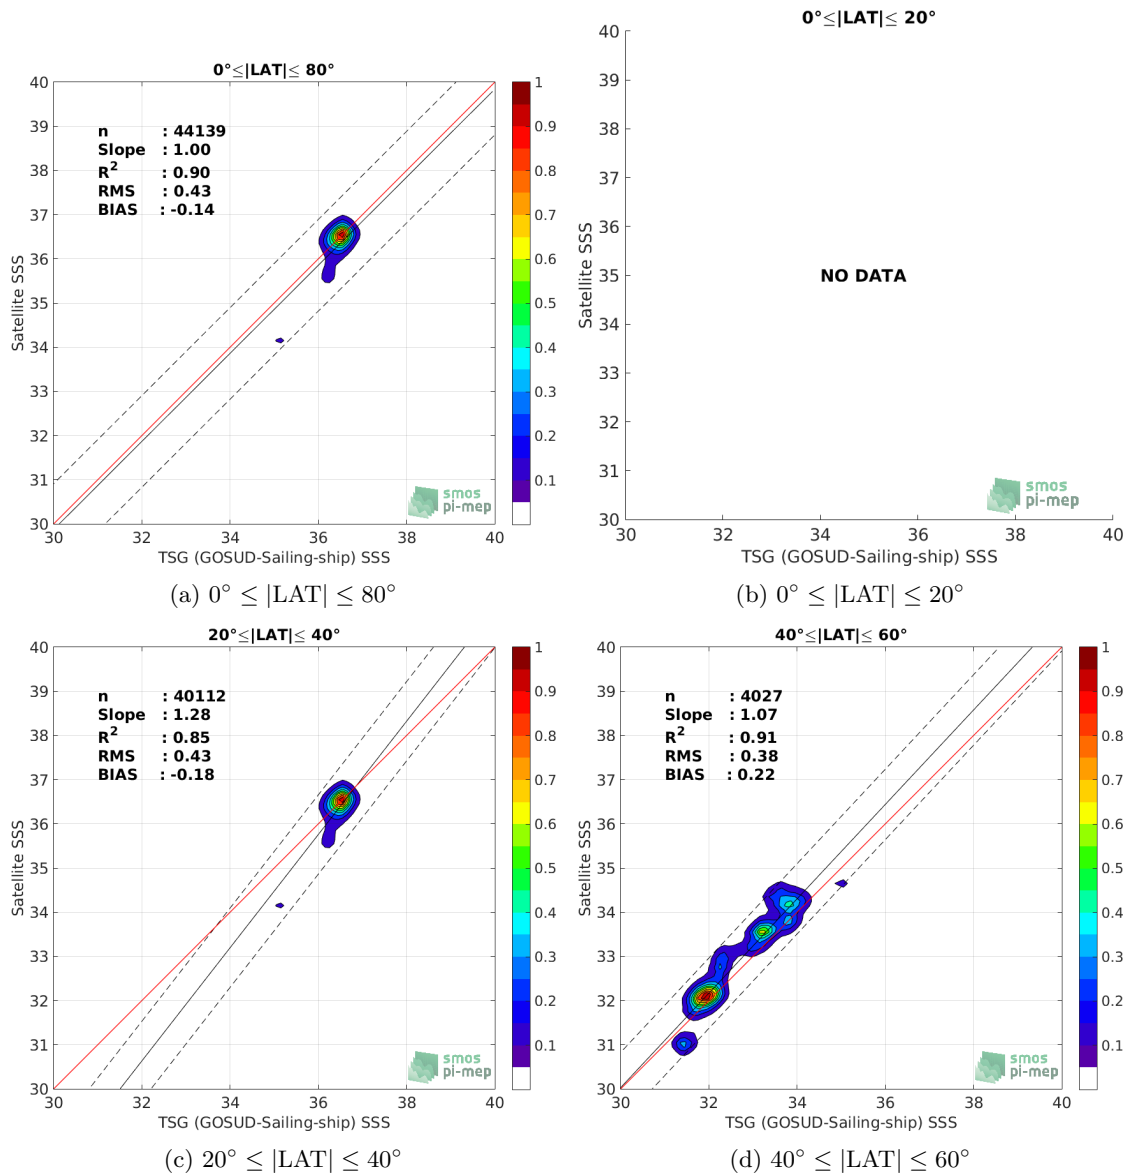 0°≤|LAT|≤ 80°
40
39
38
37
36
35
34
33
32
31
30
Satellite SSS
n : 44139
Slope : 1.00
R² : 0.90
RMS : 0.43
BIAS : -0.14
smos
pi-mep
30 32 34 36 38 40
TSG (GOSUD-Sailing-ship) SSS
1
0.9
0.8
0.7
0.6
0.5
0.4
0.3
0.2
0.1
(a) 0° ≤ |LAT| ≤ 80°
0°≤|LAT|≤ 20°
40
39
38
37
36
35
34
33
32
31
30
Satellite SSS
NO DATA
smos
pi-mep
30 32 34 36 38 40
TSG (GOSUD-Sailing-ship) SSS
(b) 0° ≤ |LAT| ≤ 20°
20°≤|LAT|≤ 40°
40
39
38
37
36
35
34
33
32
31
30
Satellite SSS
n : 40112
Slope : 1.28
R² : 0.85
RMS : 0.43
BIAS : -0.18
smos
pi-mep
30 32 34 36 38 40
TSG (GOSUD-Sailing-ship) SSS
1
0.9
0.8
0.7
0.6
0.5
0.4
0.3
0.2
0.1
(c) 20° ≤ |LAT| ≤ 40°
40°≤|LAT|≤ 60°
40
39
38
37
36
35
34
33
32
31
30
Satellite SSS
n : 4027
Slope : 1.07
R² : 0.91
RMS : 0.38
BIAS : 0.22
smos
pi-mep
30 32 34 36 38 40
TSG (GOSUD-Sailing-ship) SSS
1
0.9
0.8
0.7
0.6
0.5
0.4
0.3
0.2
0.1
(d) 40° ≤ |LAT| ≤ 60°